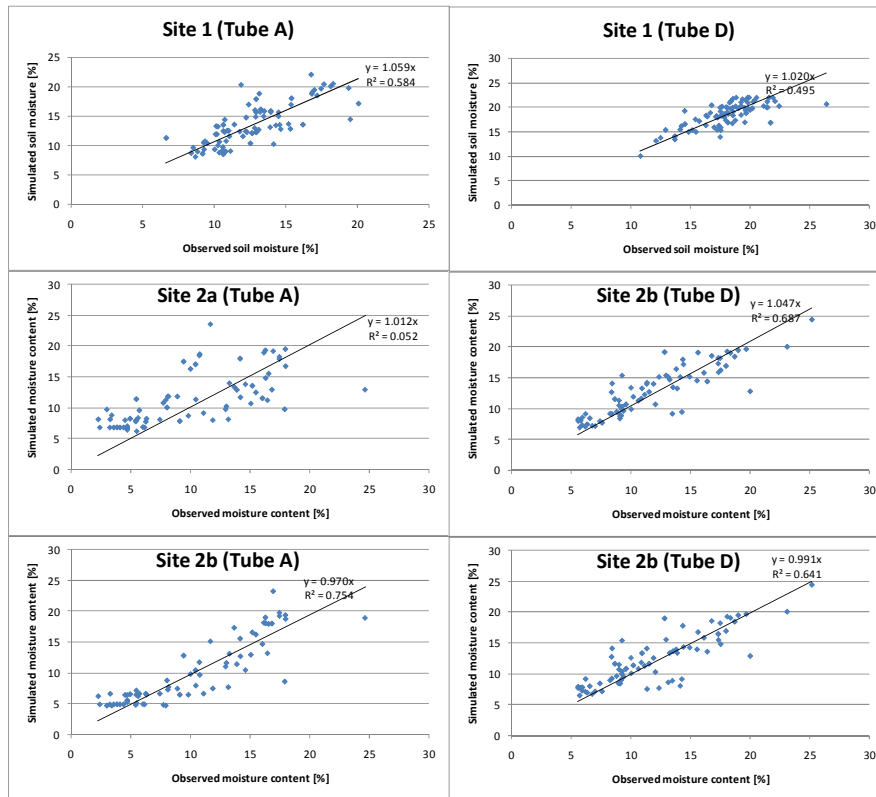 Site 1 (Tube A)
y = 1.059x
R² = 0.584
Simulated soil moisture [%]
25
20
15
10
5
0
0 5 10 15 20 25
Observed soil moisture [%]
Site 1 (Tube D)
y = 1.020x
R² = 0.495
Simulated soil moisture [%]
30
25
20
15
10
5
0
0 5 10 15 20 25 30
Observed soil moisture [%]
Site 2a (Tube A)
y = 1.012x
R² = 0.052
Simulated moisture content [%]
30
25
20
15
10
5
0
0 5 10 15 20 25 30
Observed moisture content [%]
Site 2b (Tube D)
y = 1.047x
R² = 0.687
Simulated moisture content [%]
30
25
20
15
10
5
0
0 5 10 15 20 25 30
Observed moisture content [%]
Site 2b (Tube A)
y = 0.970x
R² = 0.754
Simulated moisture content [%]
30
25
20
15
10
5
0
0 5 10 15 20 25 30
Observed moisture content [%]
Site 2b (Tube D)
y = 0.991x
R² = 0.641
Simulated moisture content [%]
30
25
20
15
10
5
0
0 5 10 15 20 25 30
Observed moisture content [%]